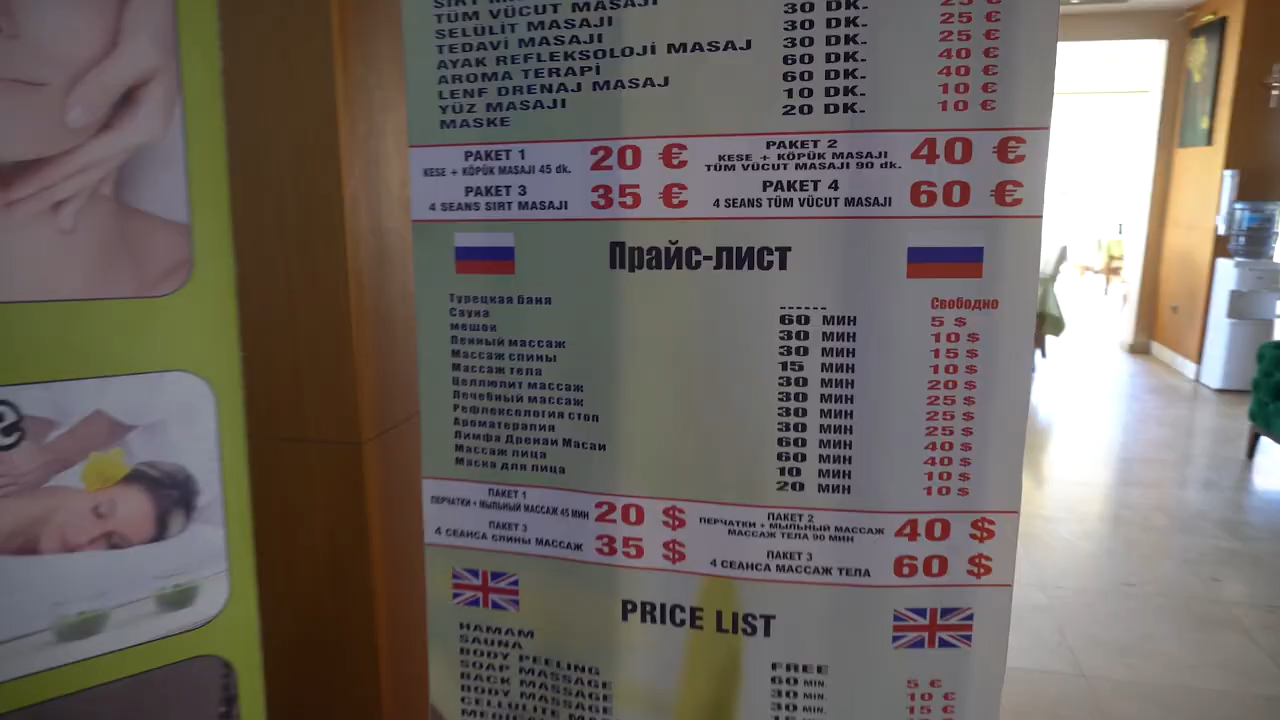 TÜM VÜCUT MASAJI 30 DK. 25 €
SELÜLİT MASAJI 30 DK. 25 €
TEDAVİ MASAJI 30 DK. 25 €
AYAK REFLEKSOLOJİ MASAJ 60 DK. 40 €
AROMA TERAPİ 60 DK. 40 €
LENF DRENAJ MASAJ 10 DK. 10 €
YÜZ MASAJI 20 DK. 10 €
MASKE
PAKET 1
KESE + KÖPÜK MASAJI 45 dk. 20 €
PAKET 2
KESE + KÖPÜK MASAJI
TÜM VÜCUT MASAJI 90 dk. 40 €
PAKET 3
4 SEANS SIRT MASAJI 35 €
PAKET 4
4 SEANS TÜM VÜCUT MASAJI 60 €
Прайс-лист
Турецкая баня ------ Свободно
Сауна 60 МИН 5 $
мешок 30 МИН 10 $
Пенный массаж 30 МИН 15 $
Массаж спины 15 МИН 10 $
Массаж тела 30 МИН 20 $
Целлюлит массаж 30 МИН 25 $
Лечебный массаж 30 МИН 25 $
Рефлексология стоп 30 МИН 25 $
Ароматерапия 60 МИН 40 $
Лимфа Дренаи Масаи 60 МИН 40 $
Массаж лица 10 МИН 10 $
Маска для лица 20 МИН 10 $
ПАКЕТ 1
ПЕРЧАТКИ + МЫЛЬНЫЙ МАССАЖ 45 МИН 20 $
ПАКЕТ 2
ПЕРЧАТКИ + МЫЛЬНЫЙ МАССАЖ
МАССАЖ ТЕЛА 90 МИН 40 $
ПАКЕТ 3
4 СЕАНСА СПИНЫ МАССАЖ 35 $
ПАКЕТ 3
4 СЕАНСА МАССАЖ ТЕЛА 60 $
PRICE LIST
HAMAM FREE
SAUNA 60 MIN. 5 €
BODY PEELING 30 MIN. 10 €
SOAP MASSAGE 30 MIN. 15 €
BACK MASSAGE
BODY MASSAGE
CELLULITE